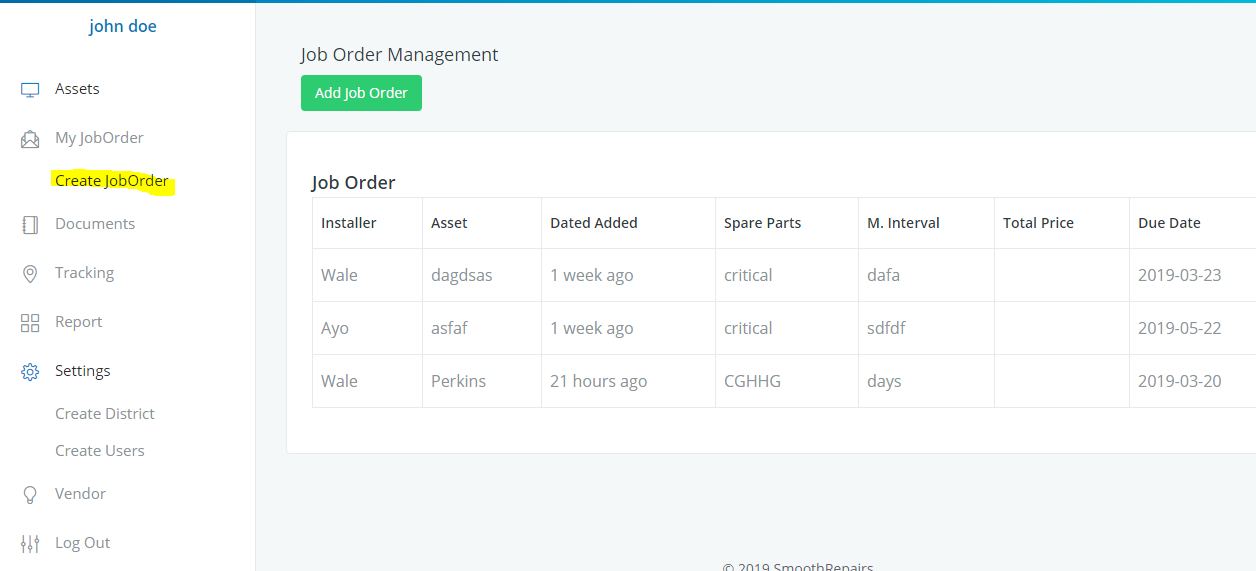 john doe
Assets
My JobOrder
Create JobOrder
Documents
Tracking
Report
Settings
Create District
Create Users
Vendor
Log Out
Job Order Management
Add Job Order
Job Order
Installer Asset Dated Added Spare Parts M. Interval Total Price Due Date
Wale dagdsas 1 week ago critical dafa 2019-03-23
Ayo asfaf 1 week ago critical sdfdf 2019-05-22
Wale Perkins 21 hours ago CGHHG days 2019-03-20
© 2019 SmoothRepairs